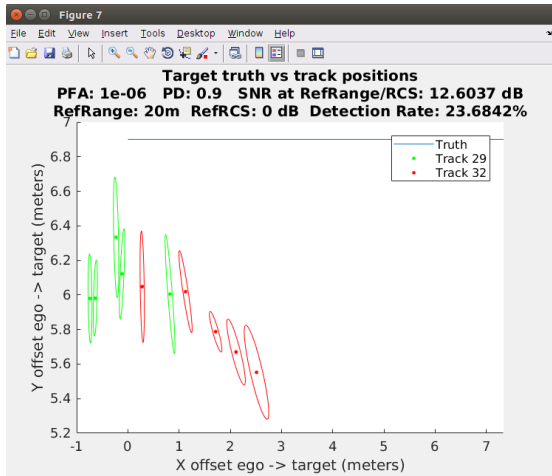 Figure 7
File Edit View Insert Tools Desktop Window Help
Target truth vs track positions
PFA: 1e-06 PD: 0.9 SNR at RefRange/RCS: 12.6037 dB
RefRange: 20m RefRCS: 0 dB Detection Rate: 23.6842%
Truth
Track 29
Track 32
Y offset ego -> target (meters)
7
6.8
6.6
6.4
6.2
6
5.8
5.6
5.4
5.2
-1 0 1 2 3 4 5 6 7
X offset ego -> target (meters)